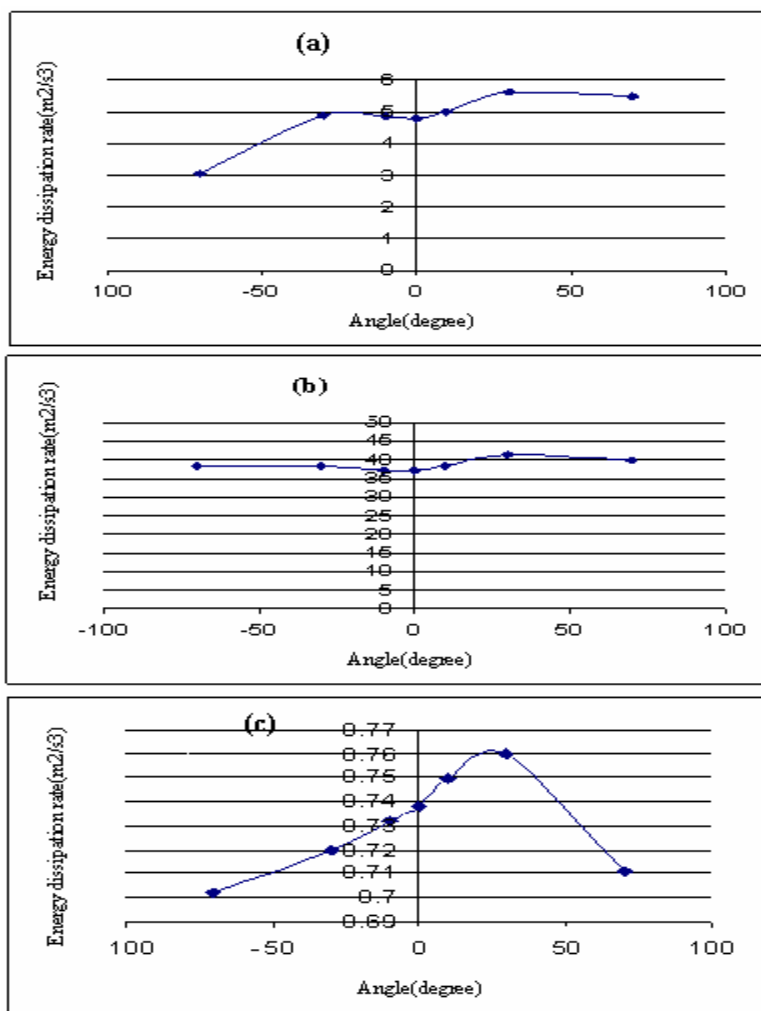 (a)
Energy dissipation rate(m2/s3)
6
5
4
3
2
1
0
100 -50 0 50 100
Angle(degree)
(b)
Energy dissipation rate(m2/s3)
50
45
40
35
30
25
20
15
10
5
0
-100 -50 0 50 100
Angle(degree)
(c)
Energy dissipation rate(m2/s3)
0.77
0.76
0.75
0.74
0.73
0.72
0.71
0.7
0.69
100 -50 0 50 100
Angle(degree)